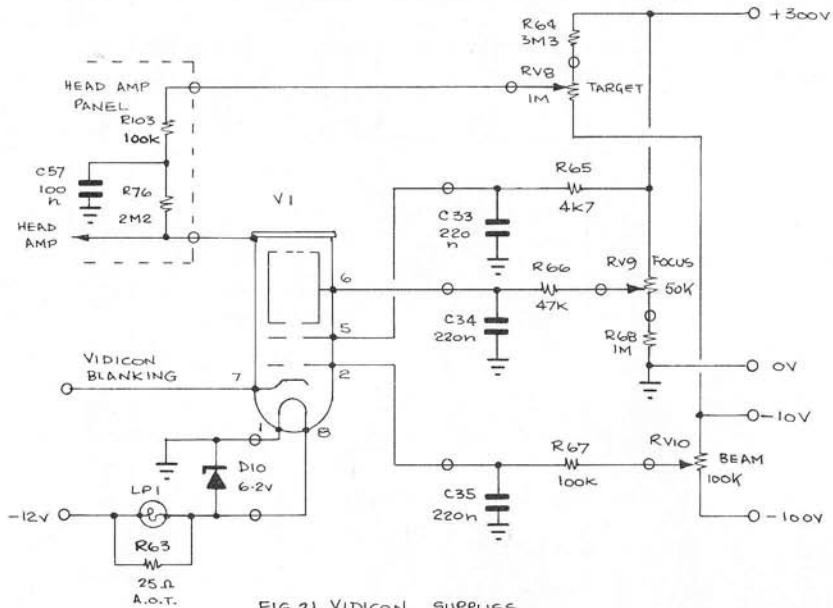 R64
3M3
+300V
HEAD AMP
PANEL
RV8
1M
TARGET
R103
100K
C57
100
n
R76
2M2
V1
R65
4K7
HEAD
AMP
C33
220
n
6
R66
47K
RV9
FOCUS
50K
5
C34
220n
R68
1M
2
VIDICON
BLANKING
7
0V
-10V
1
8
D10
6.2V
R67
100K
RV10
BEAM
100K
LP1
-12V
C35
220n
-100V
R63
25Ω
A.O.T.
FIG 21 VIDICON SUPPLIES